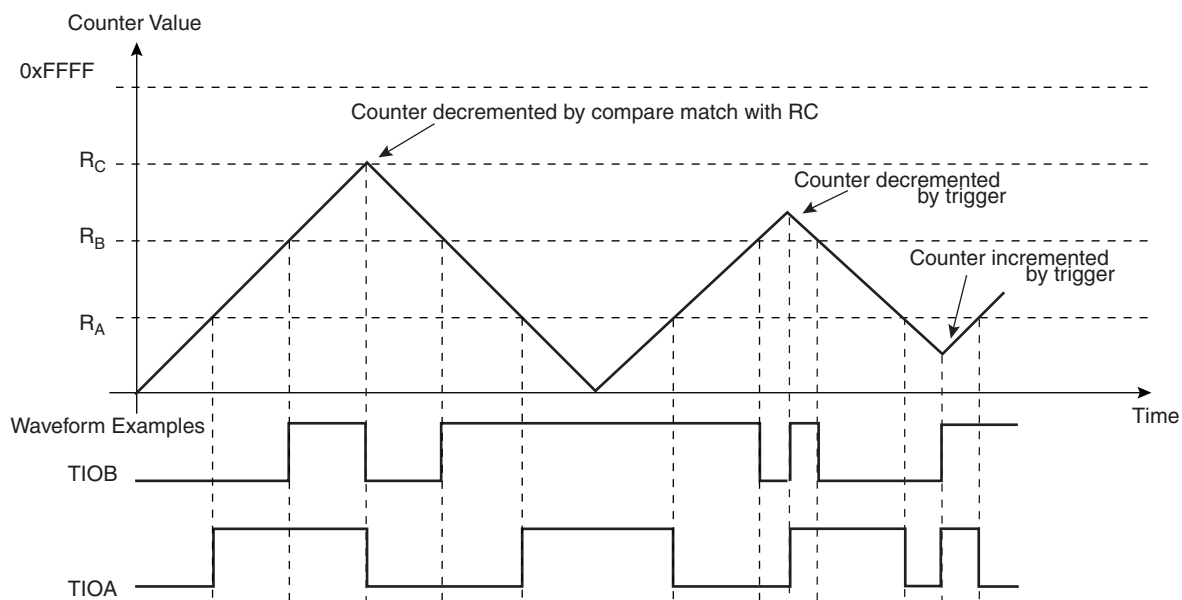 Counter Value
0xFFFF
Counter decremented by compare match with RC
RC
Counter decremented
by trigger
RB
Counter incremented
by trigger
RA
Time
Waveform Examples
TIOB
TIOA